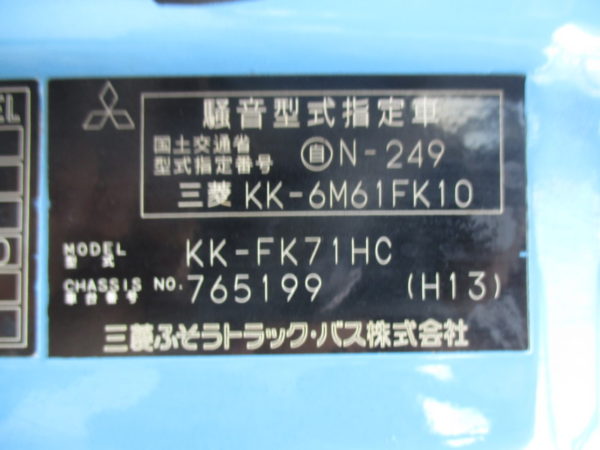 騒音型式指定車
国土交通省
型式指定番号 自N-249
三菱 KK-6M61FK10
MODEL
型式
KK-FK71HC
CHASSIS NO.
車台番号
765199 (H13)
三菱ふそうトラック・バス株式会社
EL